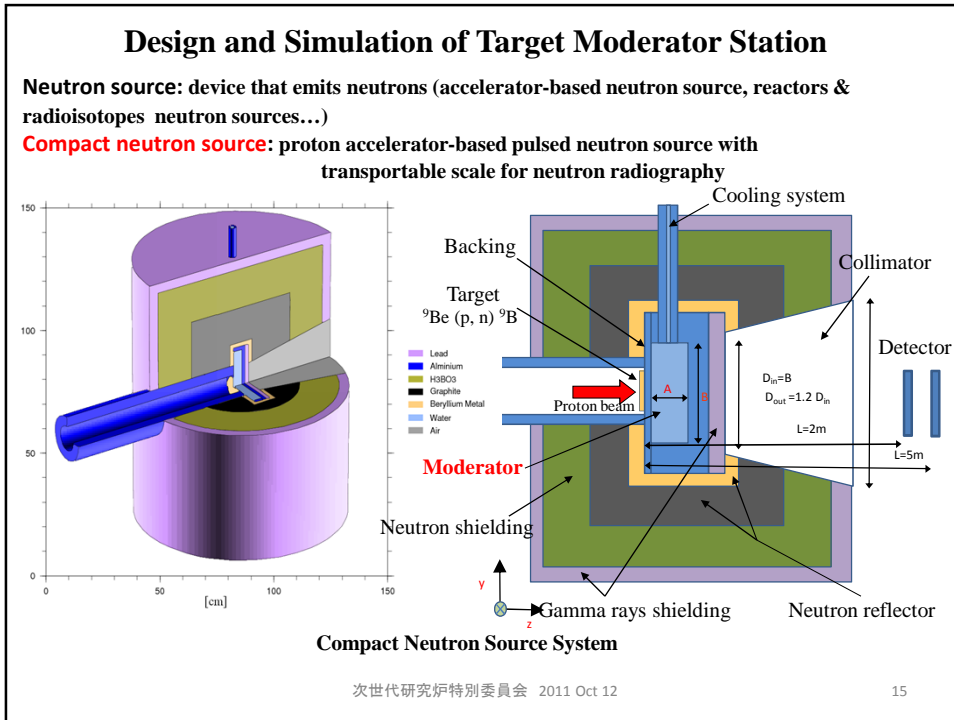 Design and Simulation of Target Moderator Station
Neutron source: device that emits neutrons (accelerator-based neutron source, reactors &
radioisotopes neutron sources…)
Compact neutron source: proton accelerator-based pulsed neutron source with
transportable scale for neutron radiography
150
100
50
0
0
50
100
150
[cm]
Lead
Alminium
H3BO3
Graphite
Beryllium Metal
Water
Air
Cooling system
Backing
Collimator
Target
⁹Be (p, n) ⁹B
Detector
A
B
Proton beam
D_in=B
D_out =1.2 D_in
L=2m
L=5m
Moderator
Neutron shielding
y
z
Gamma rays shielding
Neutron reflector
Compact Neutron Source System
次世代研究炉特別委員会 2011 Oct 12
15